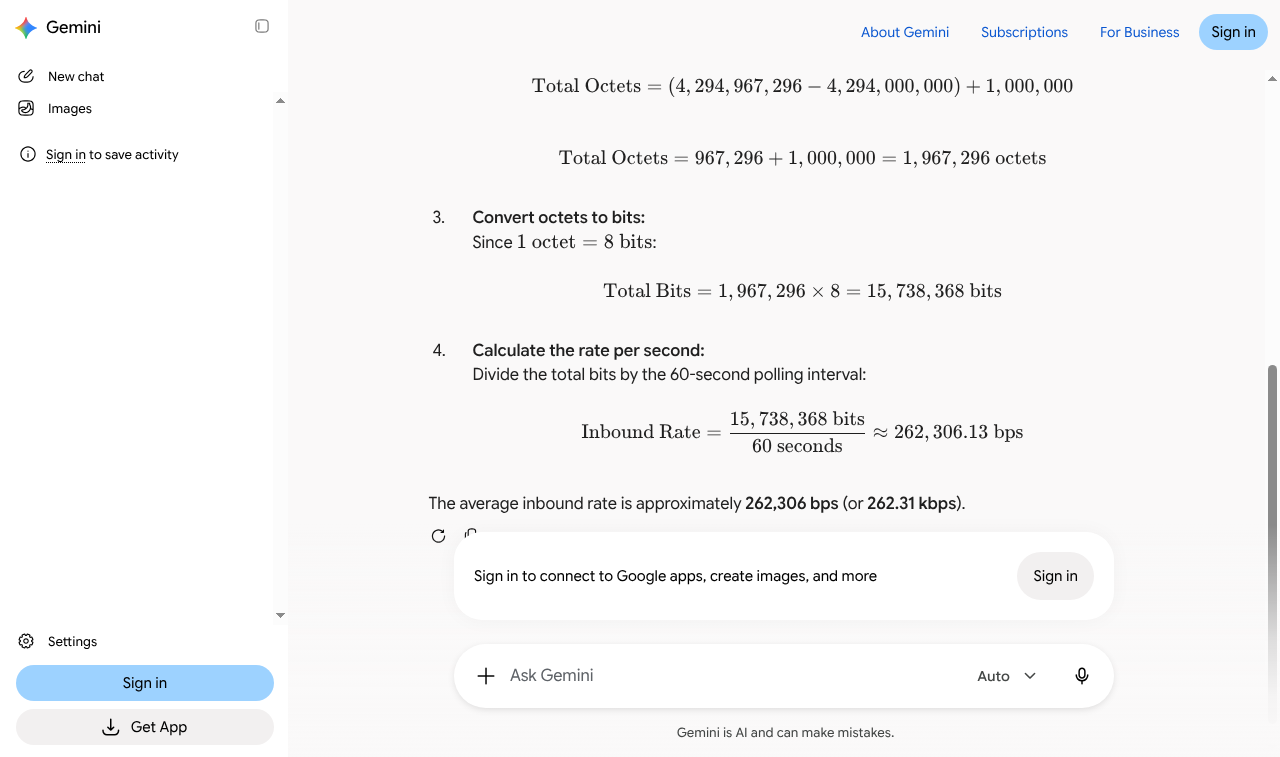 Gemini
About Gemini
Subscriptions
For Business
Sign in
New chat
Images
Sign in to save activity
Total Octets = (4, 294, 967, 296 − 4, 294, 000, 000) + 1, 000, 000
Total Octets = 967, 296 + 1, 000, 000 = 1, 967, 296 octets
3. Convert octets to bits:
Since 1 octet = 8 bits:
Total Bits = 1, 967, 296 × 8 = 15, 738, 368 bits
4. Calculate the rate per second:
Divide the total bits by the 60-second polling interval:
Inbound Rate = 15, 738, 368 bits / 60 seconds ≈ 262, 306.13 bps
The average inbound rate is approximately 262,306 bps (or 262.31 kbps).
Sign in to connect to Google apps, create images, and more
Sign in
Ask Gemini
Auto
Gemini is AI and can make mistakes.
Settings
Sign in
Get App